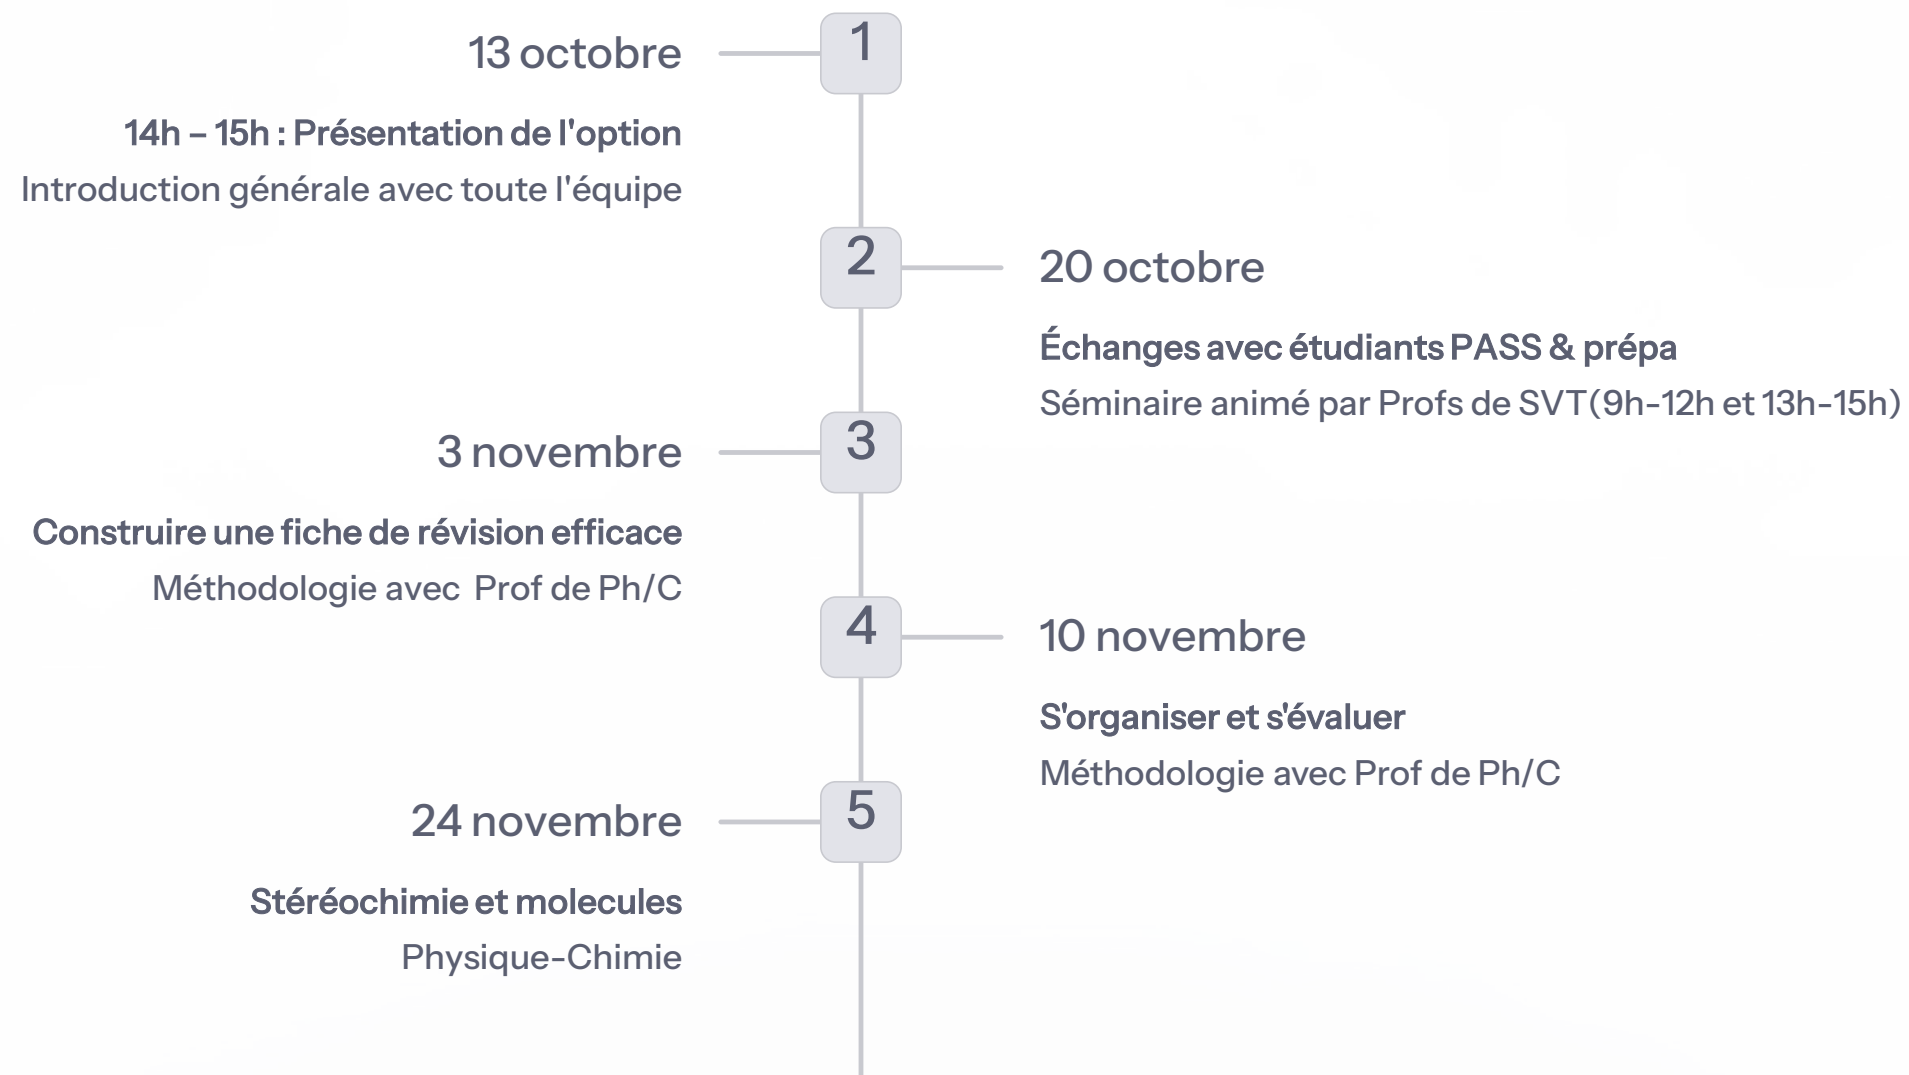 1
13 octobre
14h – 15h : Présentation de l'option
Introduction générale avec toute l'équipe
2
20 octobre
Échanges avec étudiants PASS & prépa
Séminaire animé par Profs de SVT(9h-12h et 13h-15h)
3
3 novembre
Construire une fiche de révision efficace
Méthodologie avec  Prof de Ph/C
4
10 novembre
S'organiser et s'évaluer
Méthodologie avec Prof de Ph/C
5
24 novembre
Stéréochimie et molecules
Physique-Chimie